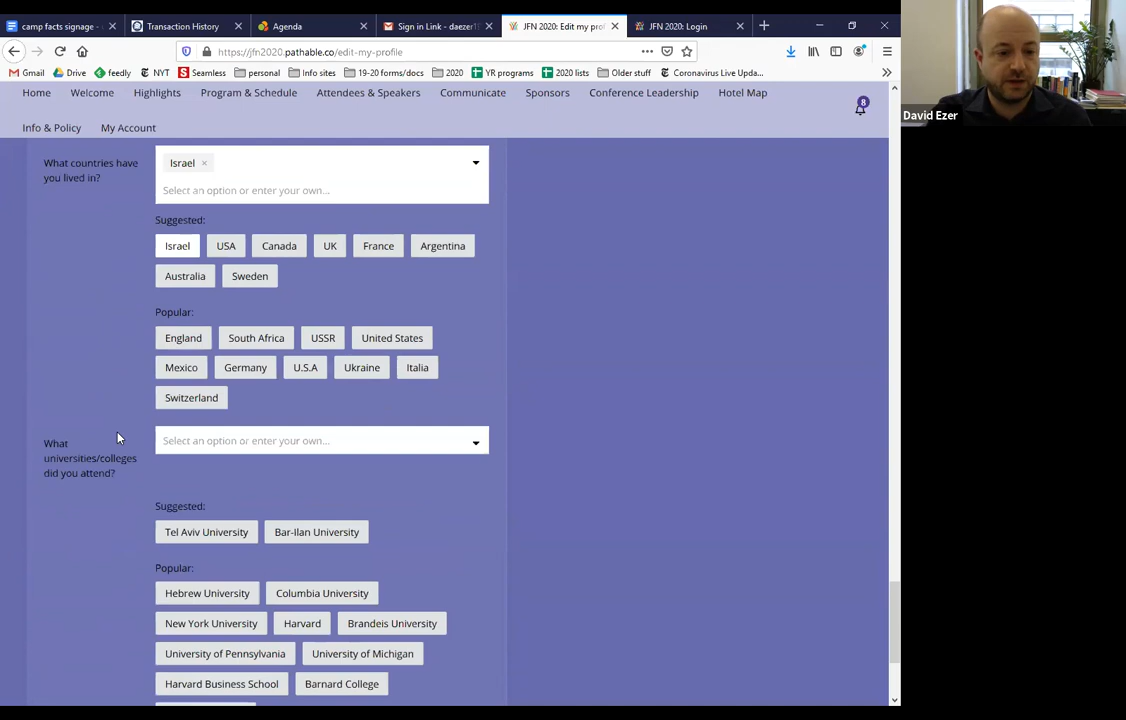 camp facts signage -
Transaction History
Agenda
Sign in Link - daezer19
JFN 2020: Edit my prof
JFN 2020: Login
https://jfn2020.pathable.co/edit-my-profile
Gmail Drive feedly NYT Seamless personal Info sites 19-20 forms/docs 2020 YR programs 2020 lists Older stuff Coronavirus Live Upda...
Home Welcome Highlights Program & Schedule Attendees & Speakers Communicate Sponsors Conference Leadership Hotel Map
8
Info & Policy My Account
David Ezer
What countries have
you lived in?
Israel ×
Select an option or enter your own...
Suggested:
Israel USA Canada UK France Argentina
Australia Sweden
Popular:
England South Africa USSR United States
Mexico Germany U.S.A Ukraine Italia
Switzerland
What
universities/colleges
did you attend?
Select an option or enter your own...
Suggested:
Tel Aviv University Bar-Ilan University
Popular:
Hebrew University Columbia University
New York University Harvard Brandeis University
University of Pennsylvania University of Michigan
Harvard Business School Barnard College